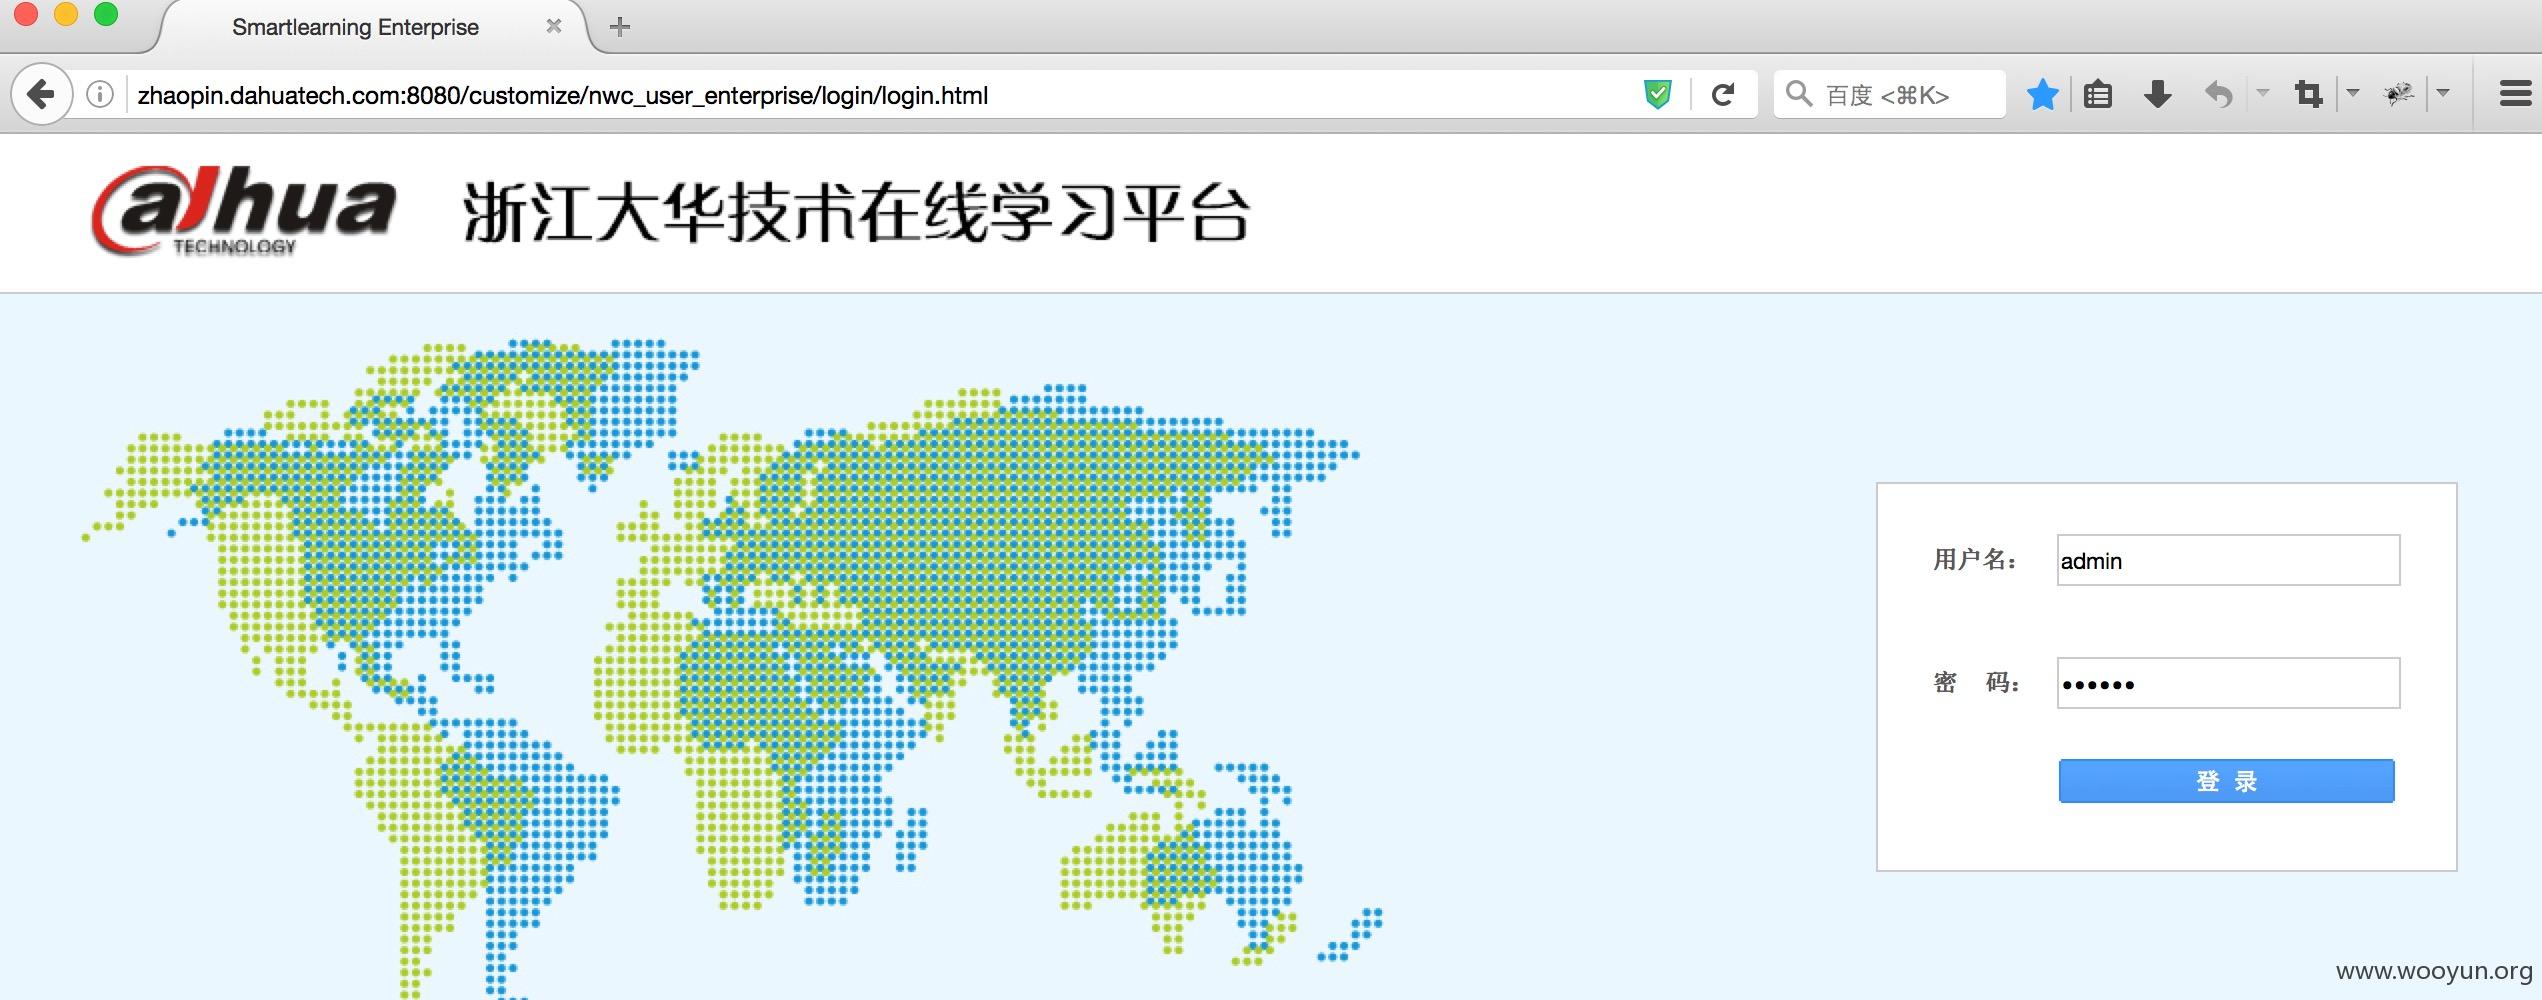 Smartlearning Enterprise
zhaopin.dahuatech.com:8080/customize/nwc_user_enterprise/login/login.html
百度 <⌘K>
alhua
TECHNOLOGY
浙江大华技术在线学习平台
用户名：
admin
密 码：
••••••
登 录
www.wooyun.org